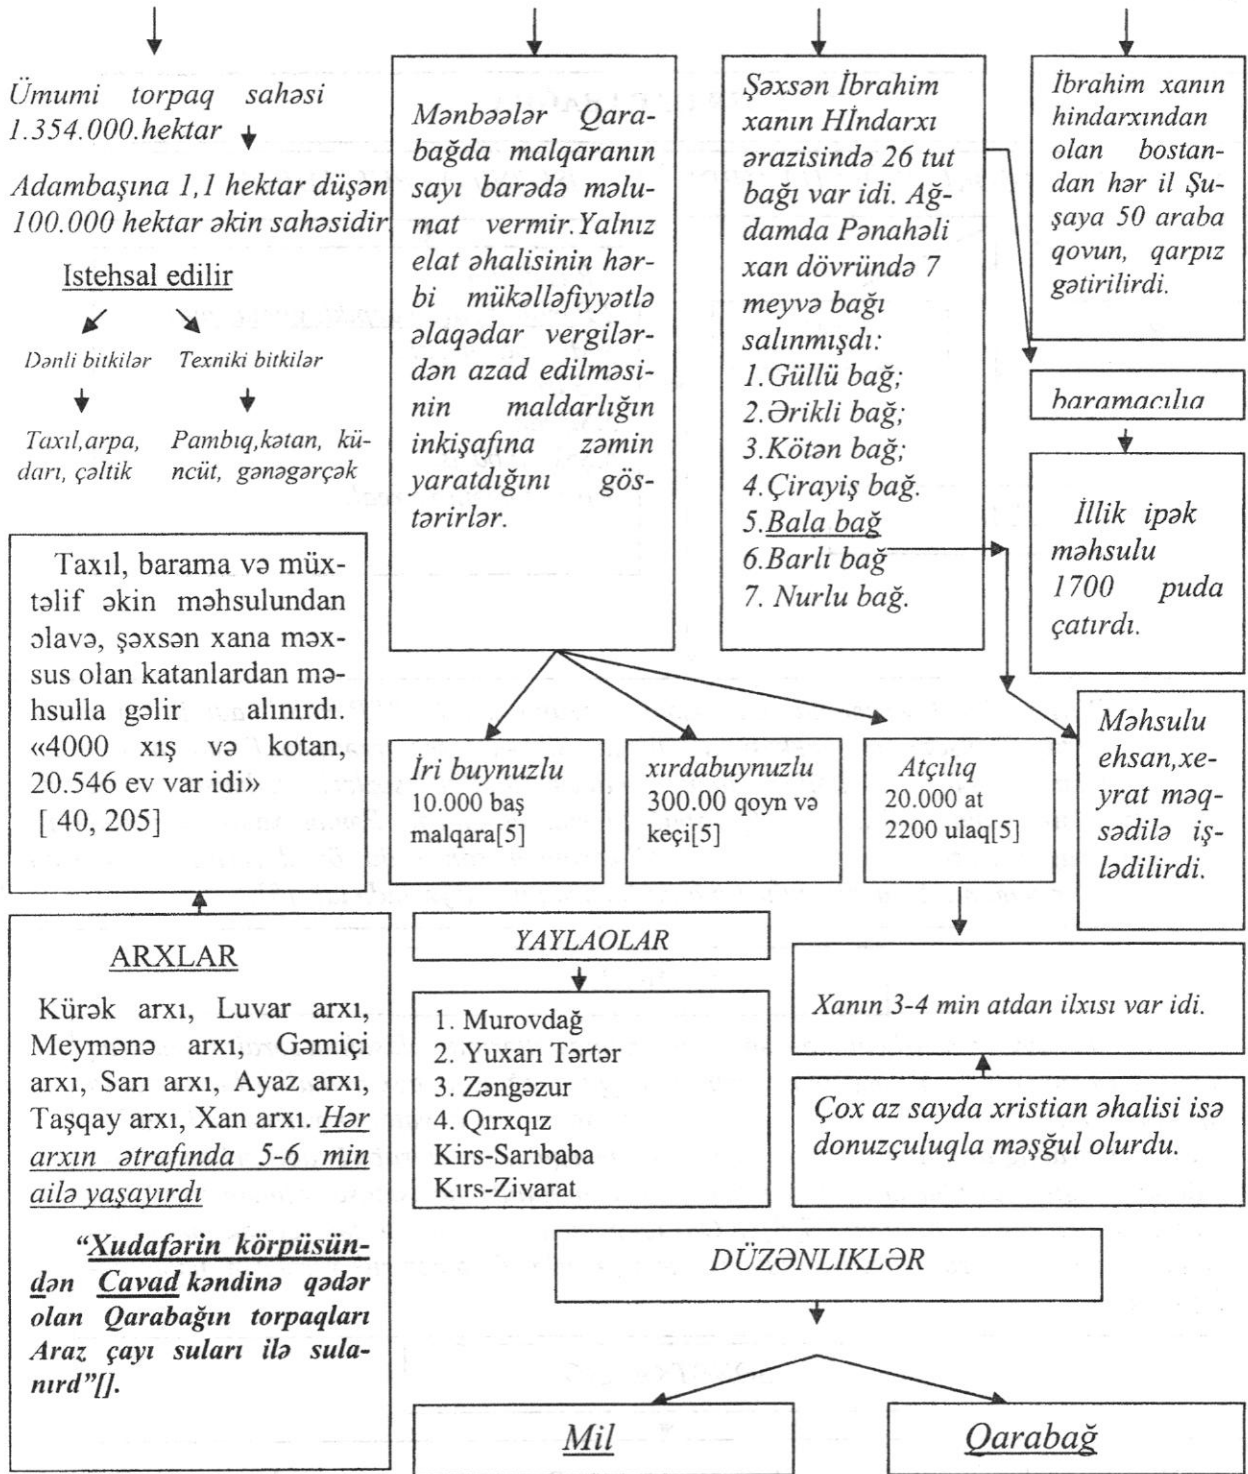 Ümumi torpaq sahəsi
1.354.000.hektar
Adambaşına 1,1 hektar düşən
100.000 hektar əkin sahəsidir
Istehsal edilir
Dənli bitkilər
Texniki bitkilər
Taxıl,arpa,
darı, çəltik
Pambıq,kətan, kü-
ncüt, gənəgərçək
Taxıl, barama və müx-
təlif əkin məhsulundan
əlavə, şəxsən xana məx-
sus olan katanlardan mə-
hsulla gəlir alınırdı.
«4000 xış və kotan,
20.546 ev var idi»
[ 40, 205]
ARXLAR
Kürək arxı, Luvar arxı,
Meymənə arxı, Gəmiçi
arxı, Sarı arxı, Ayaz arxı,
Taşqay arxı, Xan arxı. Hər
arxın ətrafında 5-6 min
ailə yaşayırdı
“Xudafərin körpüsün-
dən Cavad kəndinə qədər
olan Qarabağın torpaqları
Araz çayı suları ilə sula-
nırd”[].
Mənbəələr Qara-
bağda malqaranın
sayı barədə məlu-
mat vermir.Yalnız
elat əhalisinin hər-
bi mükəlləfiyyətlə
əlaqədar vergilər-
dən azad edilməsi-
nin maldarlığın
inkişafına zəmin
yaratdığını gös-
tərirlər.
İri buynuzlu
10.000 baş
malqara[5]
xırdabuynuzlu
300.00 qoyn və
keçi[5]
Atçılıq
20.000 at
2200 ulaq[5]
Şəxsən İbrahim
xanın Hİndarxı
ərazisində 26 tut
bağı var idi. Ağ-
damda Pənahəli
xan dövründə 7
meyvə bağı
salınmışdı:
1.Güllü bağ;
2.Ərikli bağ;
3.Kötən bağ;
4.Çirayiş bağ.
5.Bala bağ
6.Barli bağ
7. Nurlu bağ.
İbrahim xanın
hindarxından
olan bostan-
dan hər il Şu-
şaya 50 araba
qovun, qarpız
gətirilirdi.
baramaçılıq
İllik ipək
məhsulu
1700 puda
çatırdı.
Məhsulu
ehsan,xe-
yrat məq-
sədilə iş-
lədilirdi.
YAYLAOLAR
1. Murovdağ
2. Yuxarı Tərtər
3. Zəngəzur
4. Qırxqız
Kirs-Sarıbaba
Kırs-Zivarat
Xanın 3-4 min atdan ilxısı var idi.
Çox az sayda xristian əhalisi isə
donuzçuluqla məşğul olurdu.
DÜZƏNLIKLƏR
Mil
Qarabağ